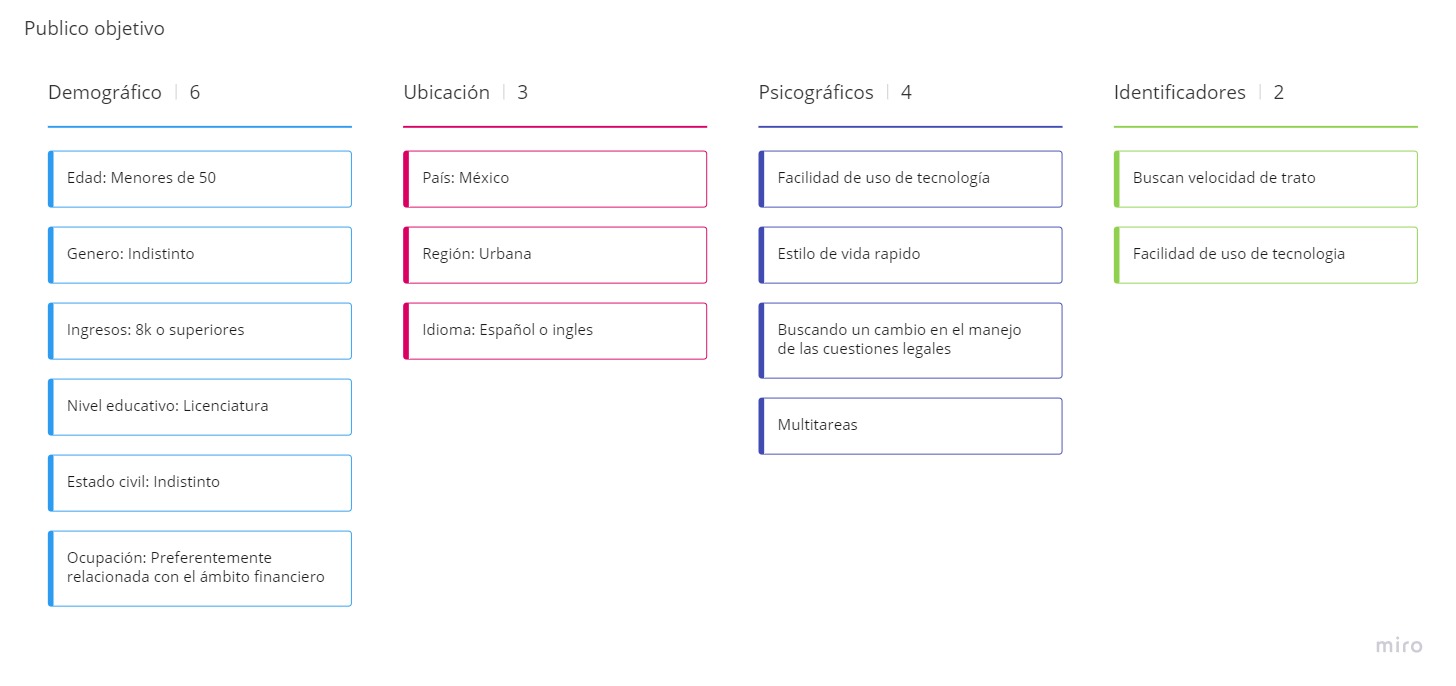 Publico objetivo
Demográfico | 6
Edad: Menores de 50
Genero: Indistinto
Ingresos: 8k o superiores
Nivel educativo: Licenciatura
Estado civil: Indistinto
Ocupación: Preferentemente
relacionada con el ámbito financiero
Ubicación | 3
País: México
Región: Urbana
Idioma: Español o ingles
Psicográficos | 4
Facilidad de uso de tecnología
Estilo de vida rapido
Buscando un cambio en el manejo
de las cuestiones legales
Multitareas
Identificadores | 2
Buscan velocidad de trato
Facilidad de uso de tecnologia
miro